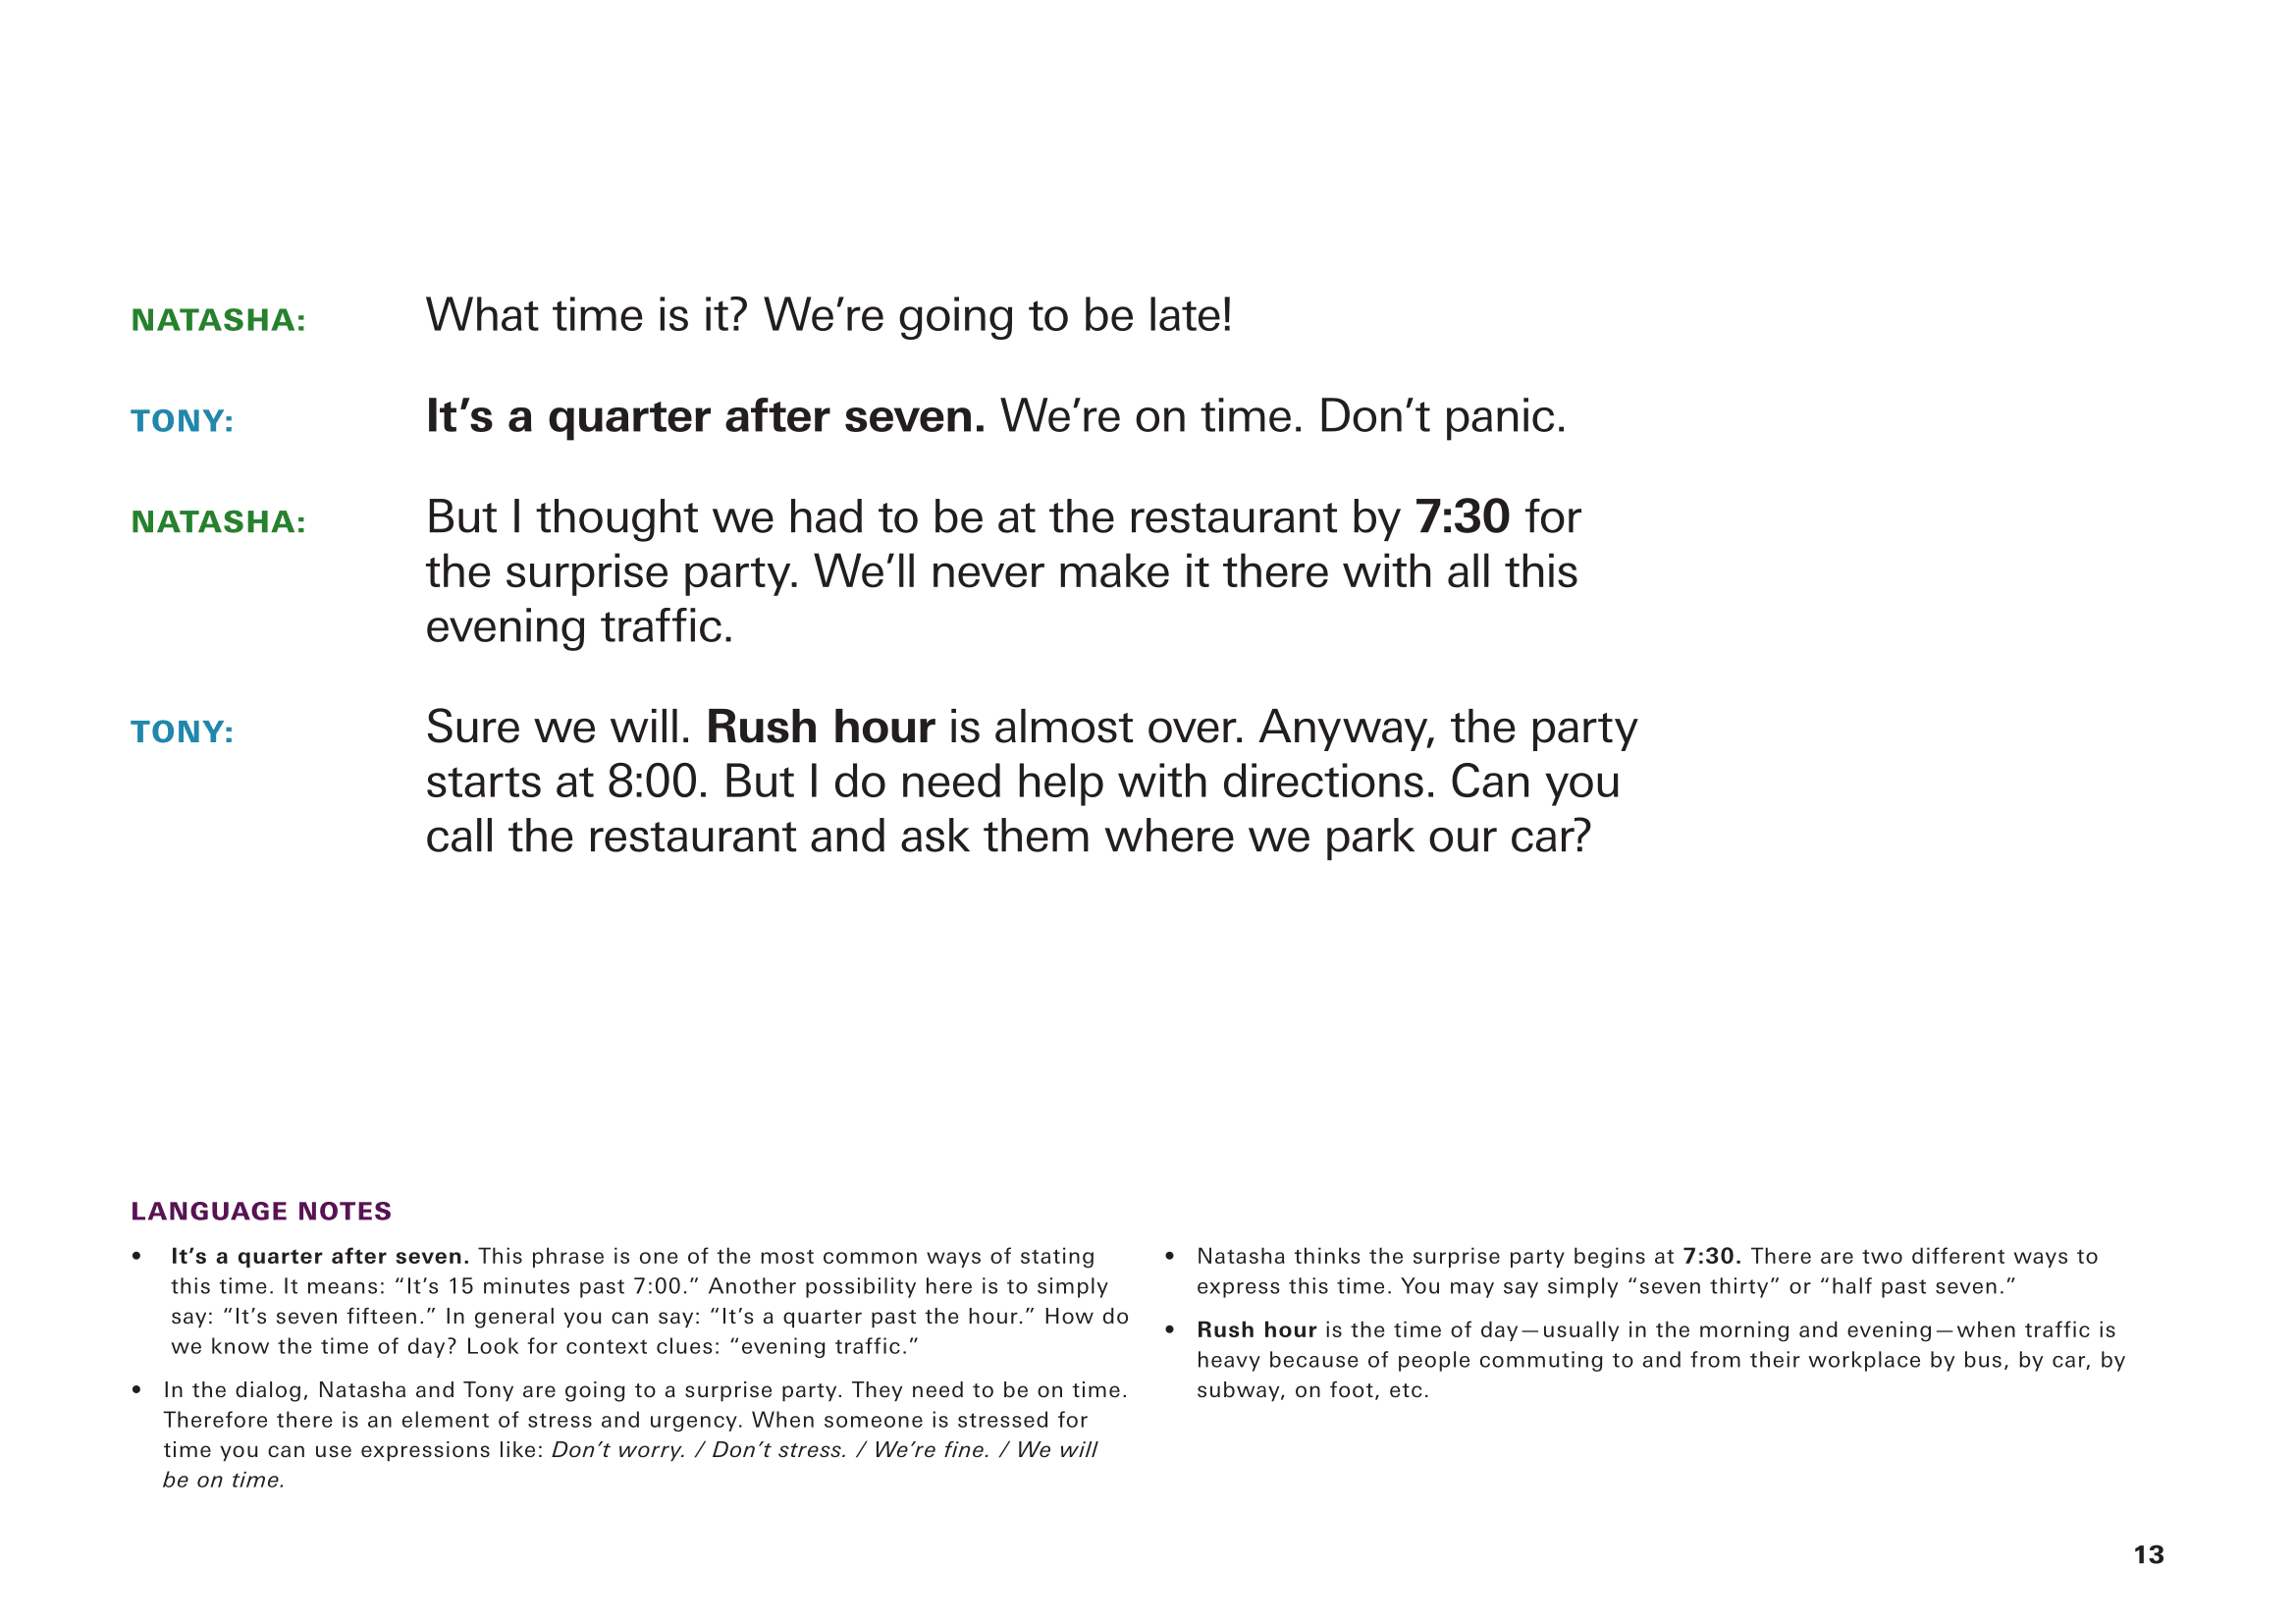 NATASHA: What time is it? We’re going to be late!
TONY: It’s a quarter after seven. We’re on time. Don’t panic.
NATASHA: But I thought we had to be at the restaurant by 7:30 for
the surprise party. We’ll never make it there with all this
evening traffic.
TONY: Sure we will. Rush hour is almost over. Anyway, the party
starts at 8:00. But I do need help with directions. Can you
call the restaurant and ask them where we park our car?
LANGUAGE NOTES
• It’s a quarter after seven. This phrase is one of the most common ways of stating
this time. It means: “It’s 15 minutes past 7:00.” Another possibility here is to simply
say: “It’s seven fifteen.” In general you can say: “It’s a quarter past the hour.” How do
we know the time of day? Look for context clues: “evening traffic.”
• In the dialog, Natasha and Tony are going to a surprise party. They need to be on time.
Therefore there is an element of stress and urgency. When someone is stressed for
time you can use expressions like: Don’t worry. / Don’t stress. / We’re fine. / We will
be on time.
• Natasha thinks the surprise party begins at 7:30. There are two different ways to
express this time. You may say simply “seven thirty” or “half past seven.”
• Rush hour is the time of day—usually in the morning and evening—when traffic is
heavy because of people commuting to and from their workplace by bus, by car, by
subway, on foot, etc.
13